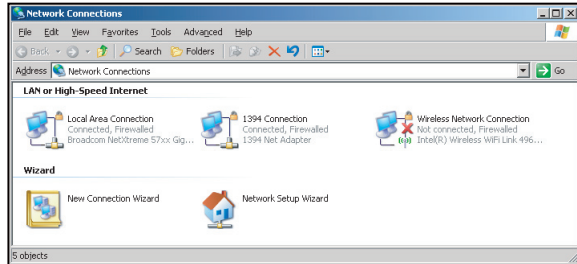 Network Connections
File Edit View Favorites Tools Advanced Help
Back Search Folders
Address Network Connections Go
LAN or High-Speed Internet
Local Area Connection
Connected, Firewalled
Broadcom NetXtreme 57xx Gig...
1394 Connection
Connected, Firewalled
1394 Net Adapter
Wireless Network Connection
Not connected, Firewalled
Intel(R) Wireless WiFi Link 496...
Wizard
New Connection Wizard
Network Setup Wizard
5 objects